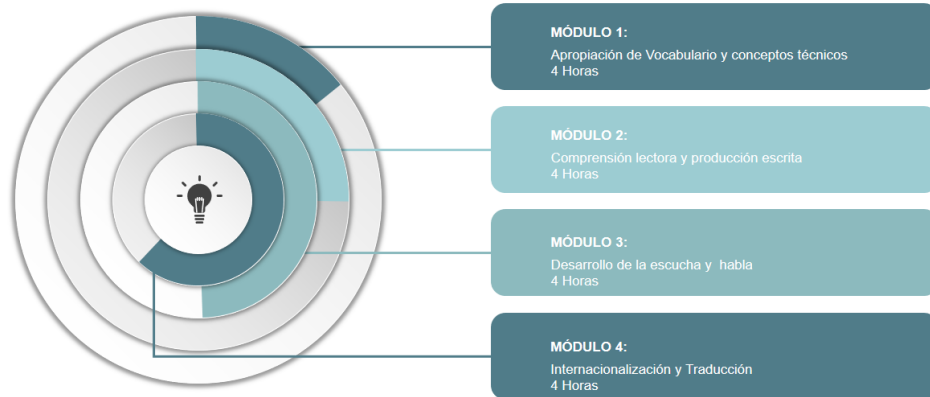 MÓDULO 1:
Apropiación de Vocabulario y conceptos técnicos
4 Horas
MÓDULO 2:
Comprensión lectora y producción escrita
4 Horas
MÓDULO 3:
Desarrollo de la escucha y habla
4 Horas
MÓDULO 4:
Internacionalización y Traducción
4 Horas